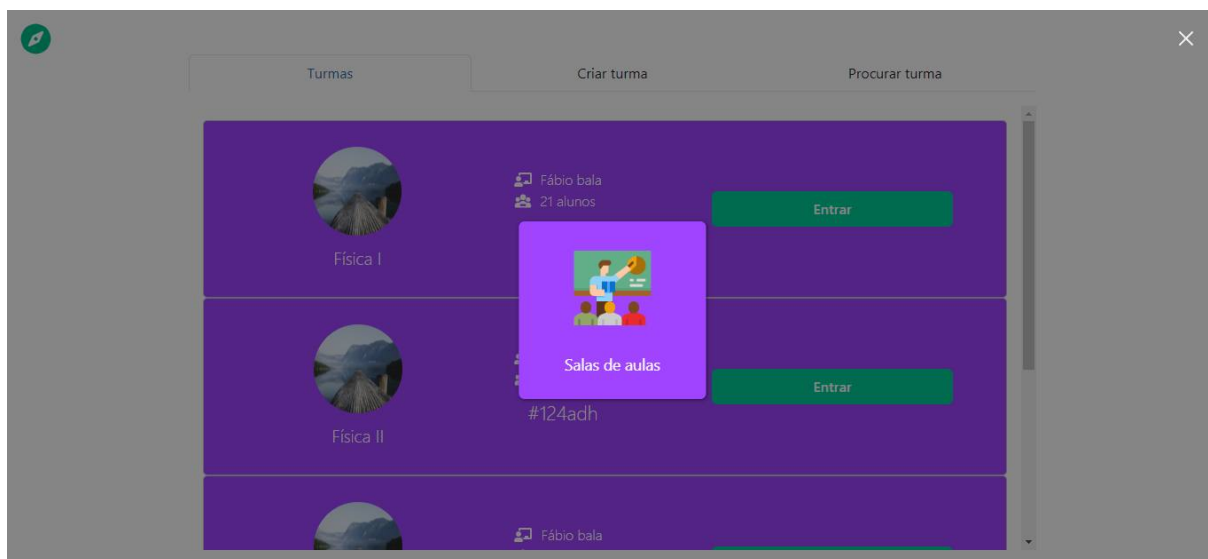 Turmas
Criar turma
Procurar turma
Fábio bala
21 alunos
Entrar
Física I
Salas de aulas
Entrar
#124adh
Física II
Fábio bala